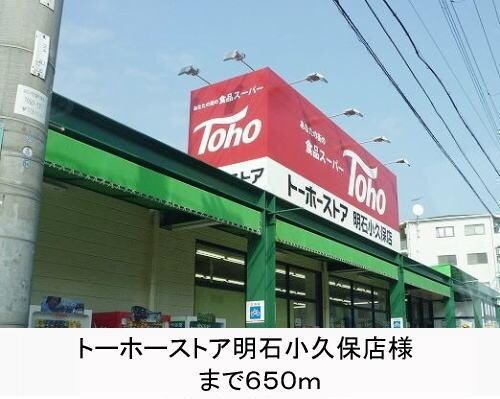 あなたの街の
食品スーパー
Toho
あなたの街の
食品スーパー
Toho
トーホーストア 明石小久保店
トーホーストア明石小久保店様
まで650m